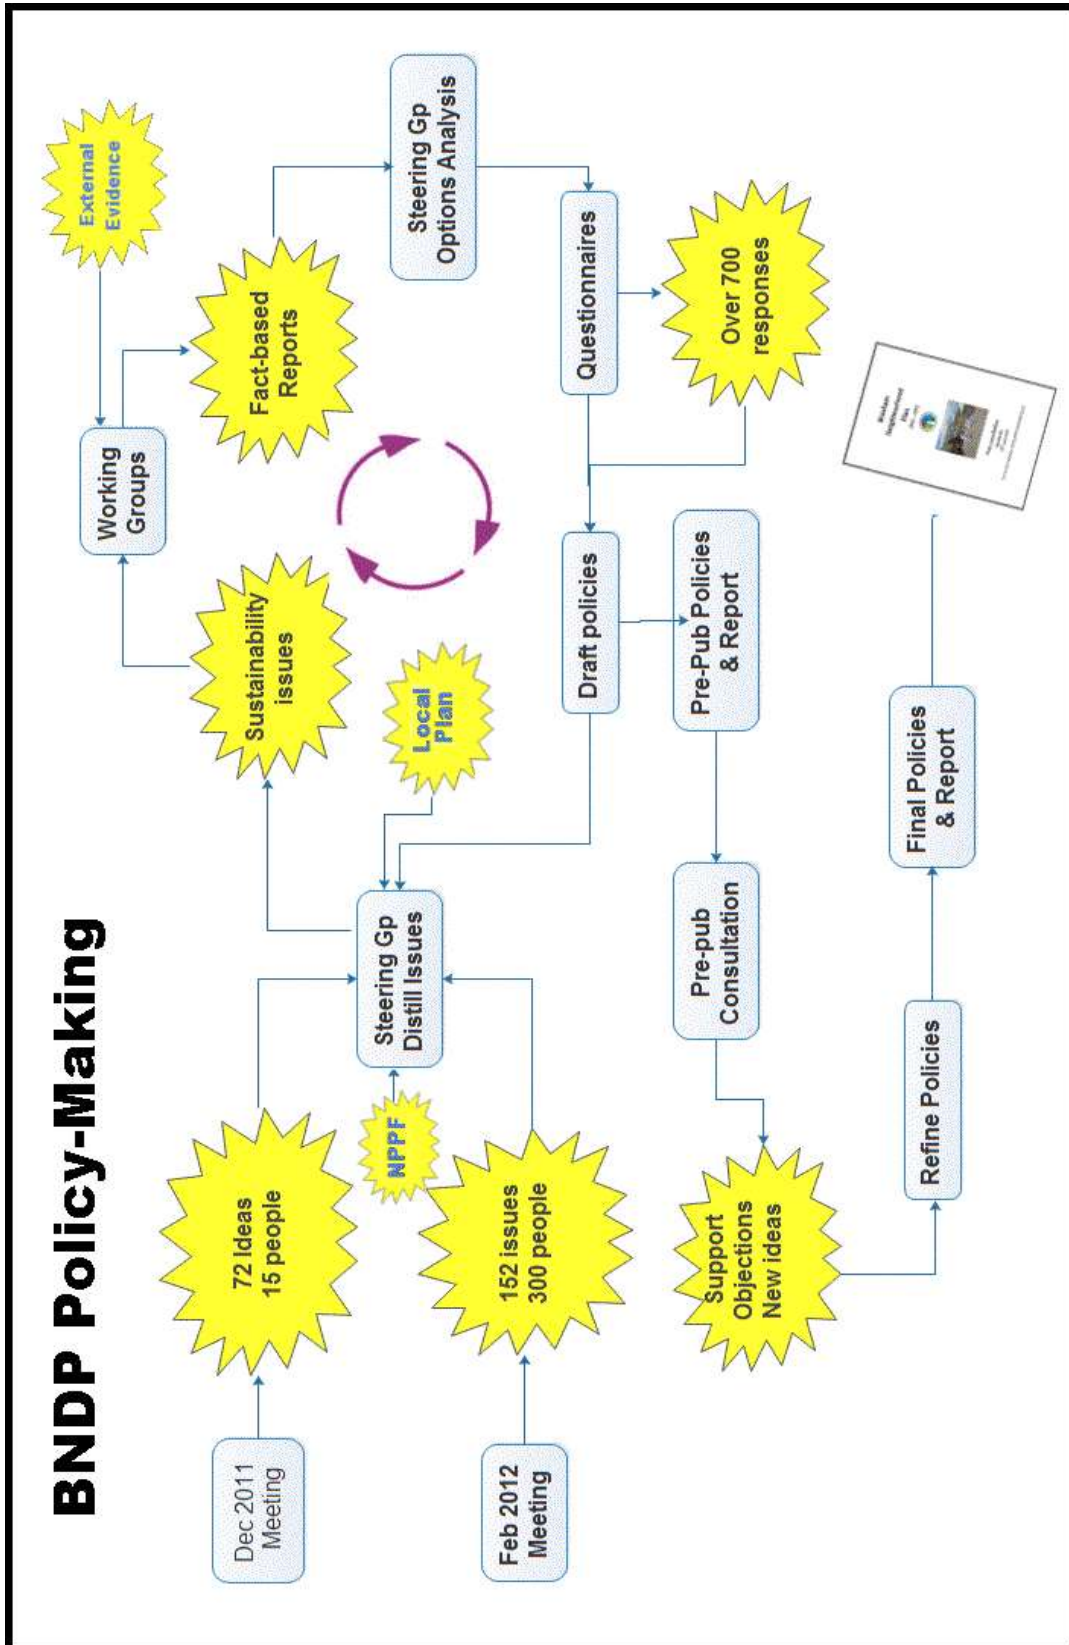 BNDP Policy-Making
Dec 2011
Meeting
72 Ideas
15 people
Feb 2012
Meeting
152 issues
300 people
NPPF
Steering Gp
Distill Issues
Local
Plan
Sustainability
issues
Working
Groups
External
Evidence
Fact-based
Reports
Steering Gp
Options Analysis
Questionnaires
Over 700
responses
Draft policies
Pre-Pub Policies
& Report
Pre-pub
Consultation
Support
Objections
New ideas
Refine Policies
Final Policies
& Report
Neighbourhood
Plan